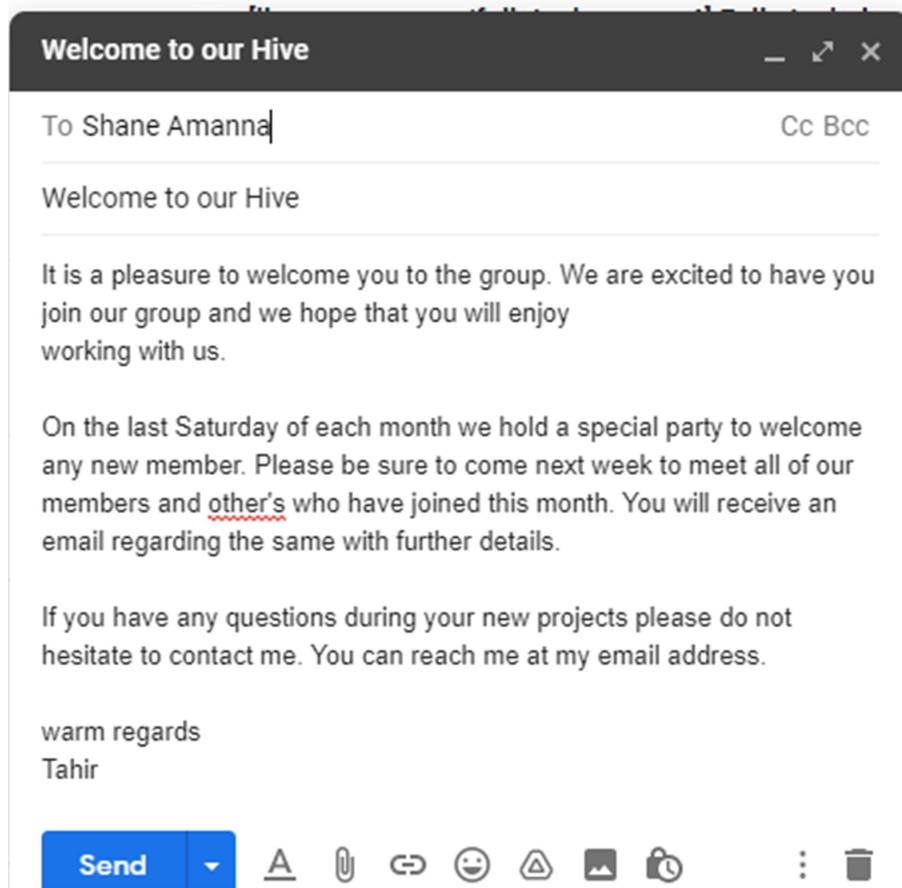 Welcome to our Hive
To Shane Amanna Cc Bcc
Welcome to our Hive
It is a pleasure to welcome you to the group. We are excited to have you
join our group and we hope that you will enjoy
working with us.
On the last Saturday of each month we hold a special party to welcome
any new member. Please be sure to come next week to meet all of our
members and other's who have joined this month. You will receive an
email regarding the same with further details.
If you have any questions during your new projects please do not
hesitate to contact me. You can reach me at my email address.
warm regards
Tahir
Send